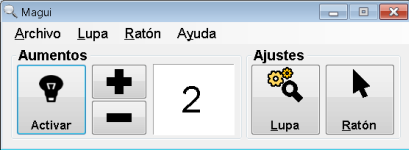 Magui
Archivo Lupa Ratón Ayuda
Aumentos Ajustes
2
Activar Lupa Ratón